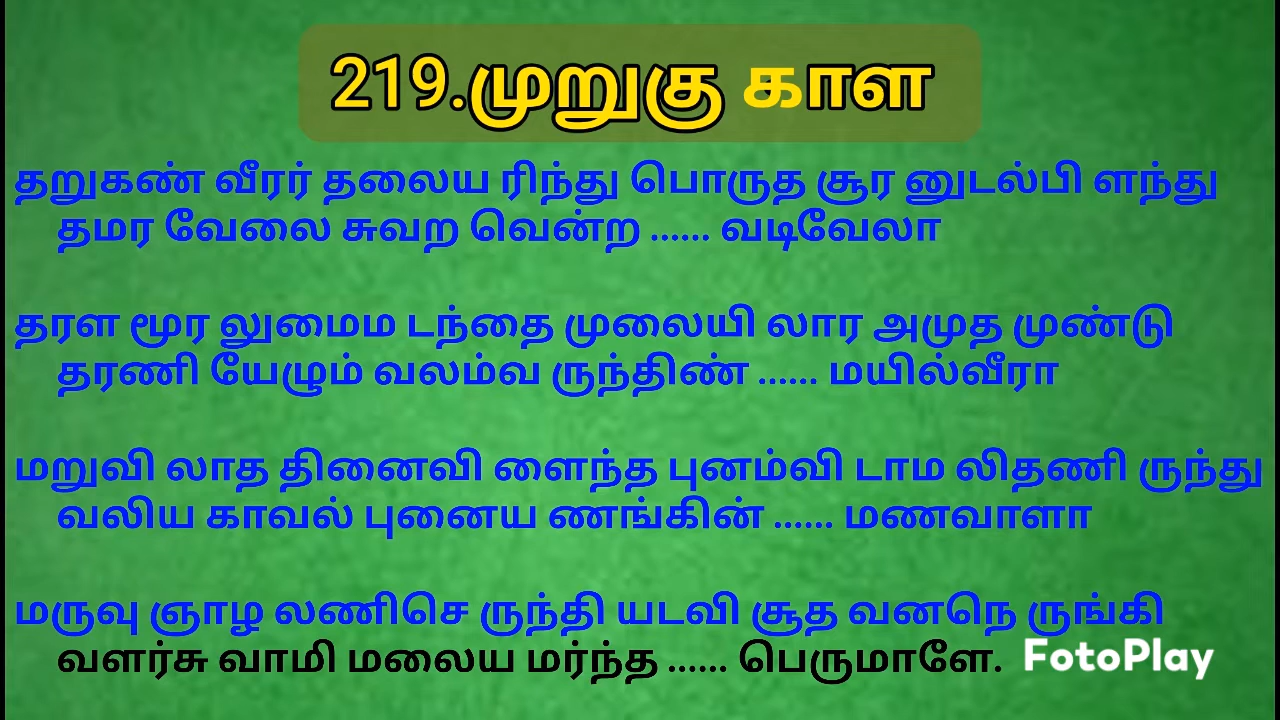 219.முறுகு காள
தறுகண் வீரர் தலைய ரிந்து பொருத சூர னுடல்பி ளந்து
தமர வேலை சுவற வென்ற ...... வடிவேலா
தரள மூர லுமைம டந்தை முலையி லார அமுத முண்டு
தரணி யேழும் வலம்வ ருந்திண் ...... மயில்வீரா
மறுவி லாத தினைவி ளைந்த புனம்வி டாம லிதணி ருந்து
வலிய காவல் புனைய ணங்கின் ...... மணவாளா
மருவு ஞாழ லணிசெ ருந்தி யடவி சூத வனநெ ருங்கி
வளர்சு வாமி மலைய மர்ந்த ...... பெருமாளே.
FotoPlay